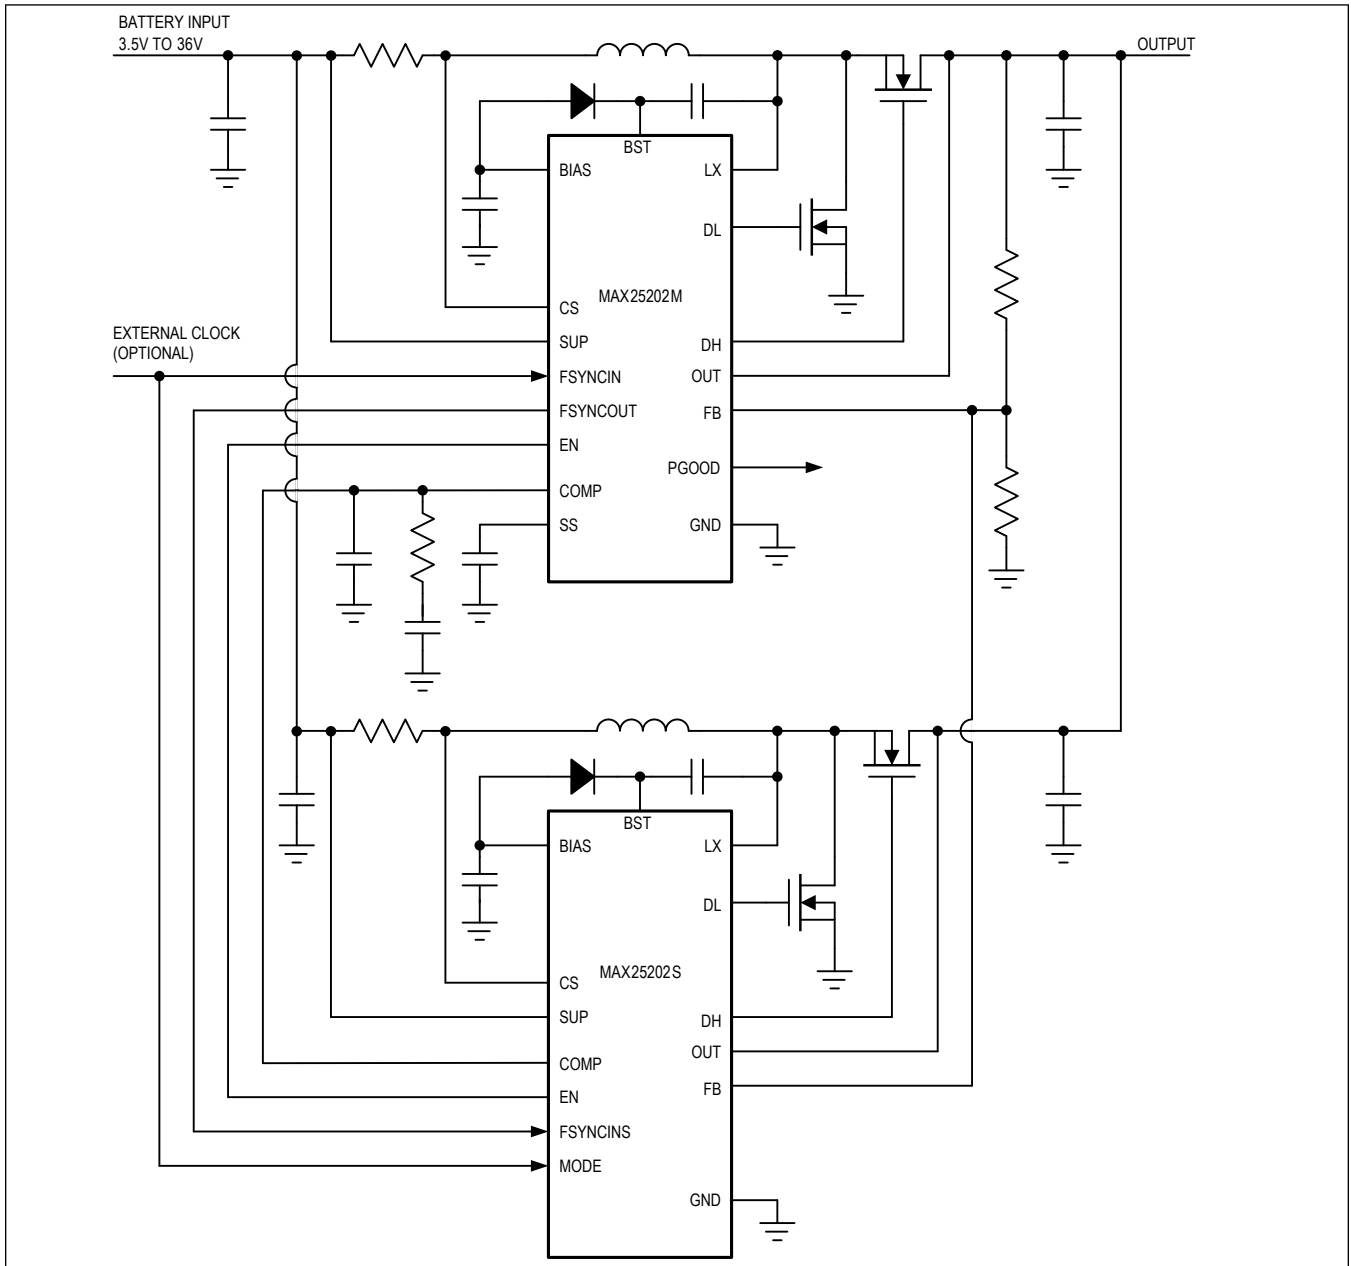 BATTERY INPUT
3.5V TO 36V
OUTPUT
BST
BIAS
LX
DL
MAX25202M
CS
SUP
DH
EXTERNAL CLOCK
(OPTIONAL)
FSYNCIN
OUT
FSYNCOUT
FB
EN
PGOOD
COMP
SS
GND
BST
BIAS
LX
DL
MAX25202S
CS
SUP
DH
OUT
COMP
FB
EN
FSYNCINS
MODE
GND